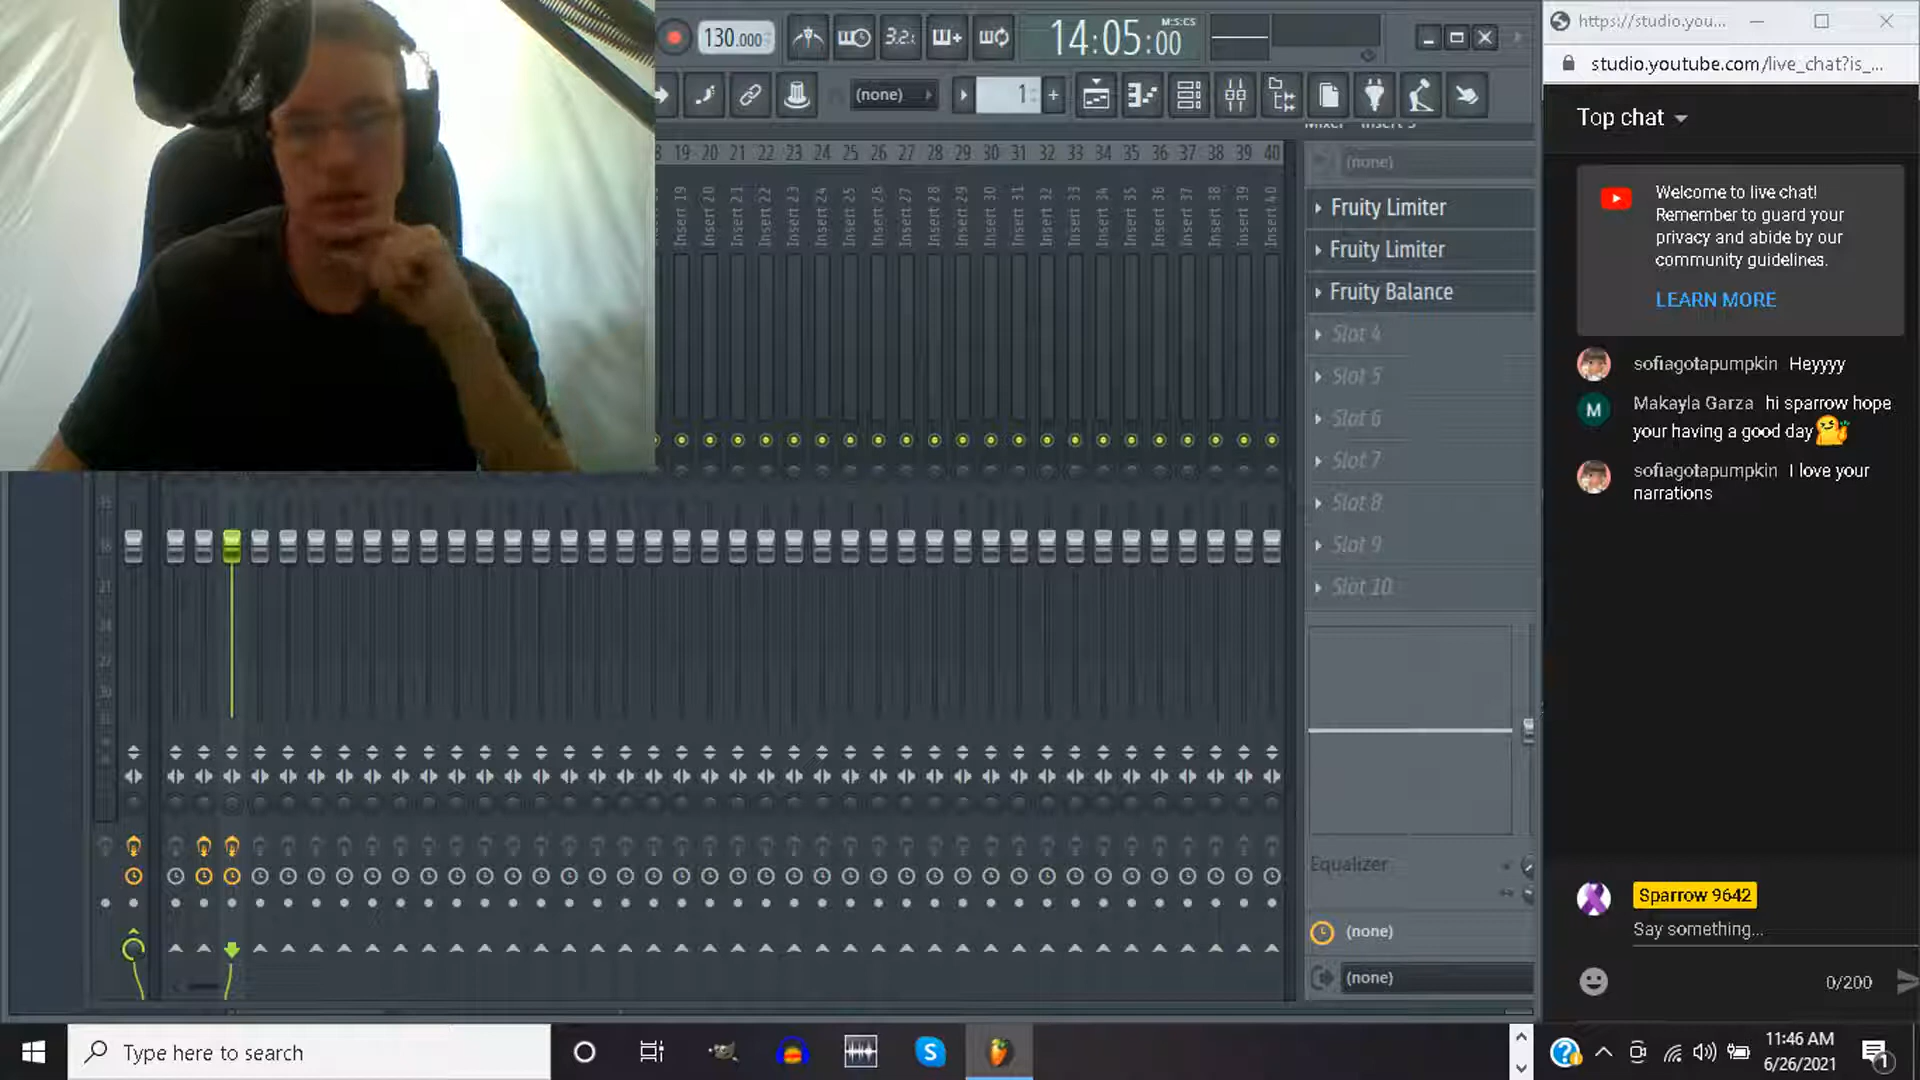 130.000
3.2:
14:05:00
M:S:CS
(none)
1
https://studio.you...
studio.youtube.com/live_chat?is_...
Top chat
Welcome to live chat!
Remember to guard your
privacy and abide by our
community guidelines.
LEARN MORE
sofiagotapumpkin Heyyyy
M
Makayla Garza hi sparrow hope
your having a good day
sofiagotapumpkin I love your
narrations
Sparrow 9642
Say something...
0/200
Mixer - Insert 3
19 20 21 22 23 24 25 26 27 28 29 30 31 32 33 34 35 36 37 38 39 40
Insert 19
Insert 20
Insert 21
Insert 22
Insert 23
Insert 24
Insert 25
Insert 26
Insert 27
Insert 28
Insert 29
Insert 30
Insert 31
Insert 32
Insert 33
Insert 34
Insert 35
Insert 36
Insert 37
Insert 38
Insert 39
Insert 40
(none)
Fruity Limiter
Fruity Limiter
Fruity Balance
Slot 4
Slot 5
Slot 6
Slot 7
Slot 8
Slot 9
Slot 10
Equalizer
(none)
(none)
Type here to search
11:46 AM
6/26/2021
1